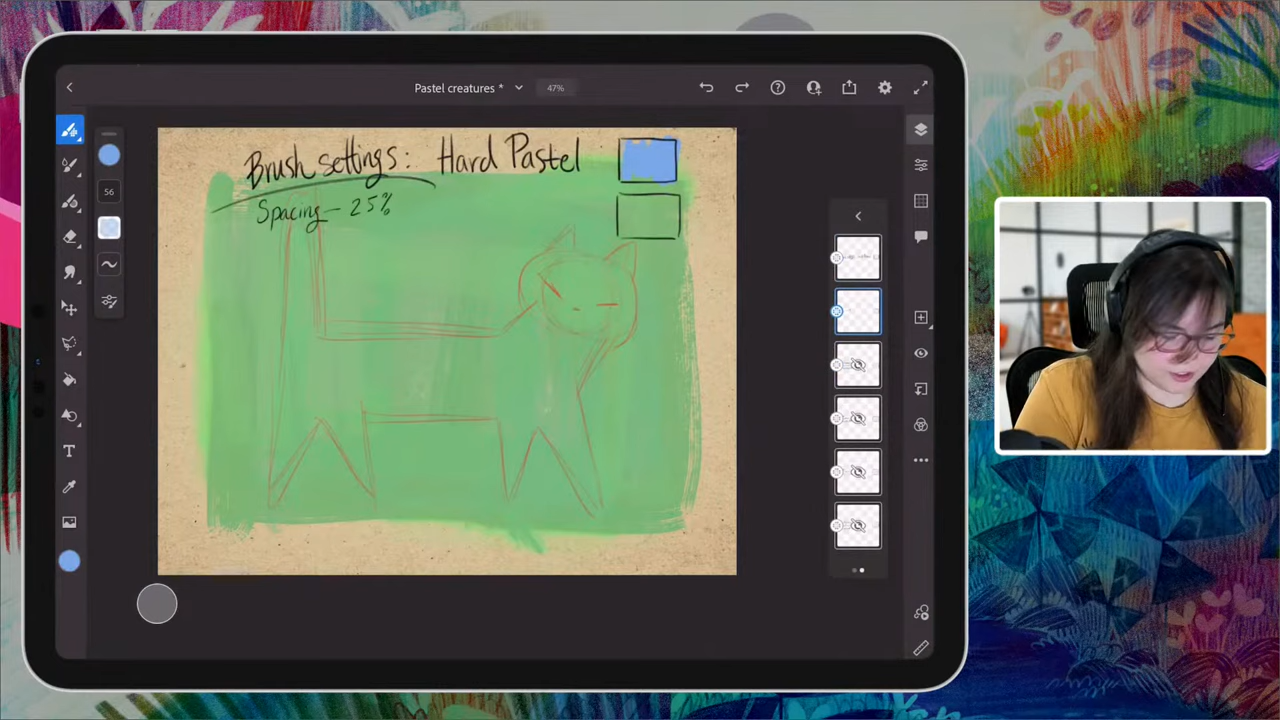 Pastel creatures *
47%
56
Brush settings: Hard Pastel
Spacing - 25%